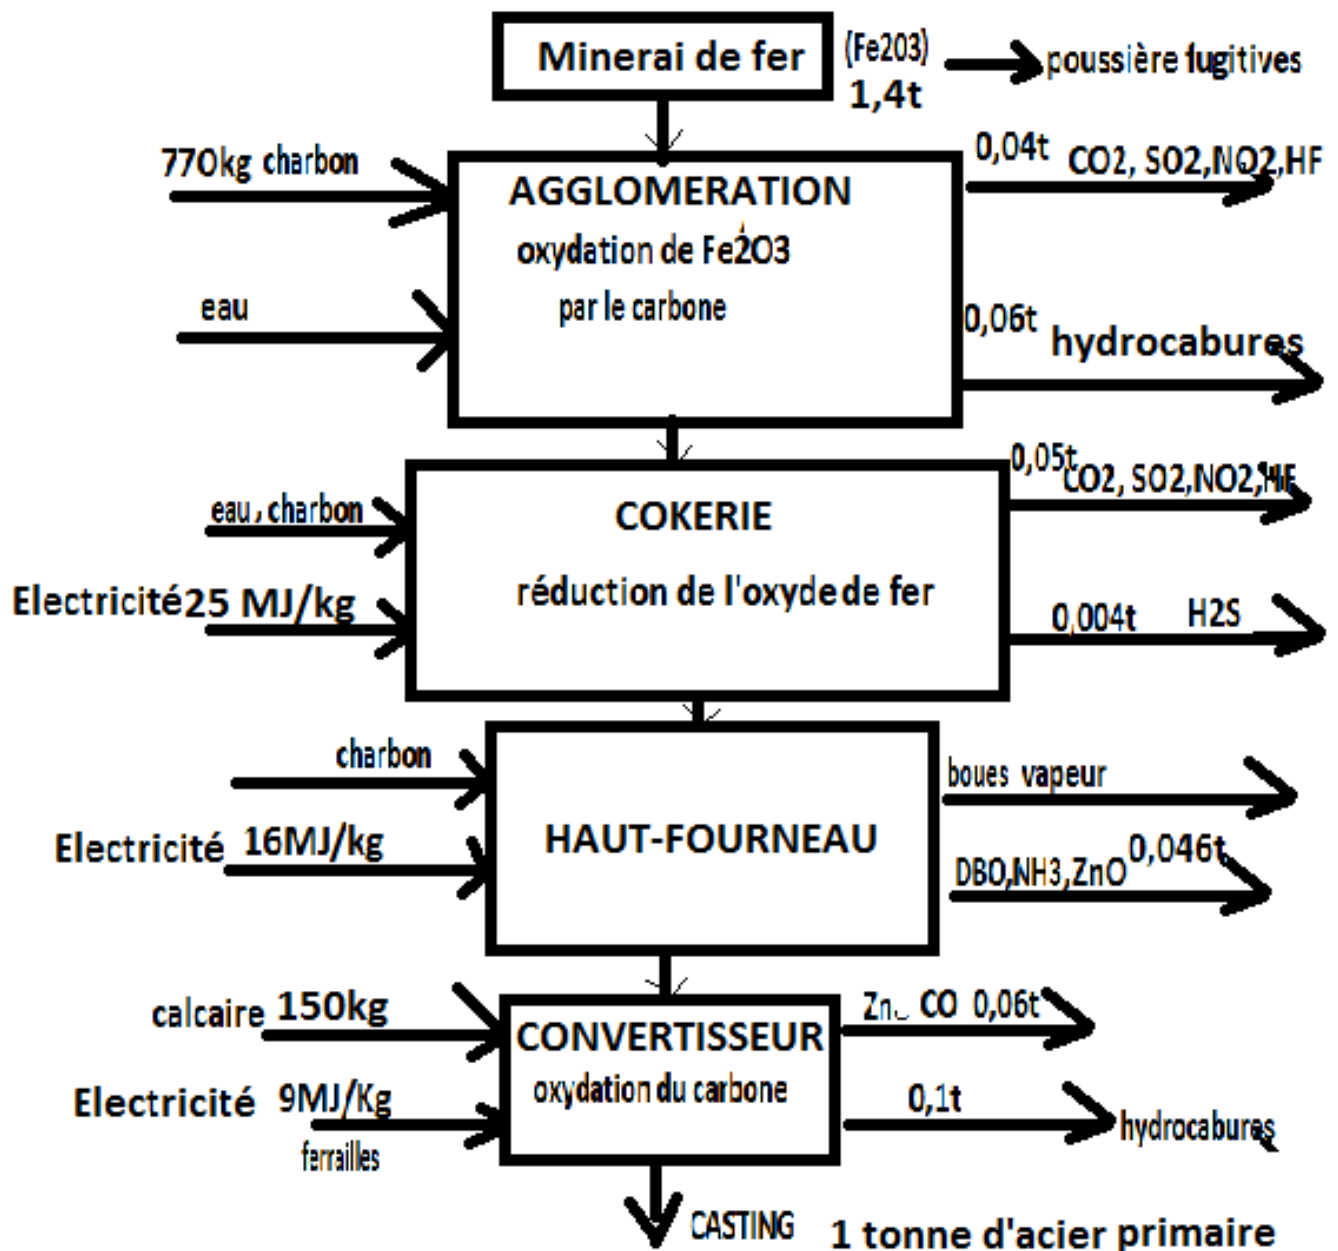 Minerai de fer
(Fe2O3)
1,4t
poussière fugitives
770kg charbon
AGGLOMERATION
oxydation de Fe2O3
par le carbone
0,04t
CO2, SO2,NO2,HF
eau
0,06t
hydrocabures
eau, charbon
COKERIE
réduction de l'oxyde de fer
0,05t
CO2, SO2,NO2,HF
Electricité 25 MJ/kg
0,004t H2S
charbon
HAUT-FOURNEAU
boues vapeur
Electricité 16MJ/kg
DBO,NH3,ZnO 0,046t
calcaire 150kg
CONVERTISSEUR
oxydation du carbone
CO 0,06t
Electricité 9MJ/Kg
ferrailles
0,1t
hydrocabures
CASTING
1 tonne d'acier primaire